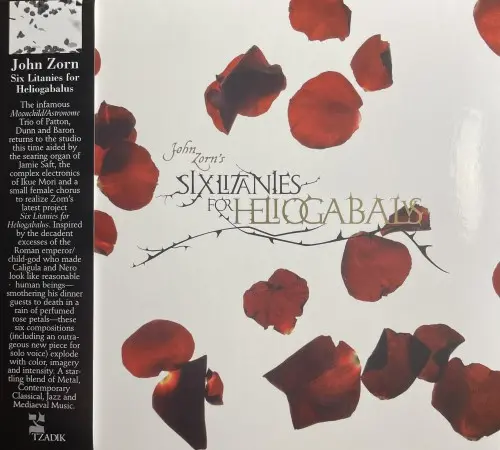 John Zorn
Six Litanies for
Heliogabalus
The infamous
Moonchild/Astronome
Trio of Patton,
Dunn and Baron
returns to the studio
this time aided by
the searing organ of
Jamie Saft, the com-
plex electronics
of Ikue Mori and a
small female chorus
to realize Zorn's
latest project
Six Litanies for
Heliogabalus. Inspired
by the decadent
excesses of the
Roman emperor/
child-god who made
Caligula and Nero
look like reasonable
human beings—
smothering his dinner
guests to death in a
rain of perfumed
rose petals—these
six compositions
(including an outra-
geous new piece for
solo voice) explode
with color, imagery
and intensity. A star-
tling blend of Metal,
Contemporary
Classical, Jazz and
Mediaeval Music.
TZADIK
John
Zorn's
SIX LITANIES
FOR HELIOGABALUS